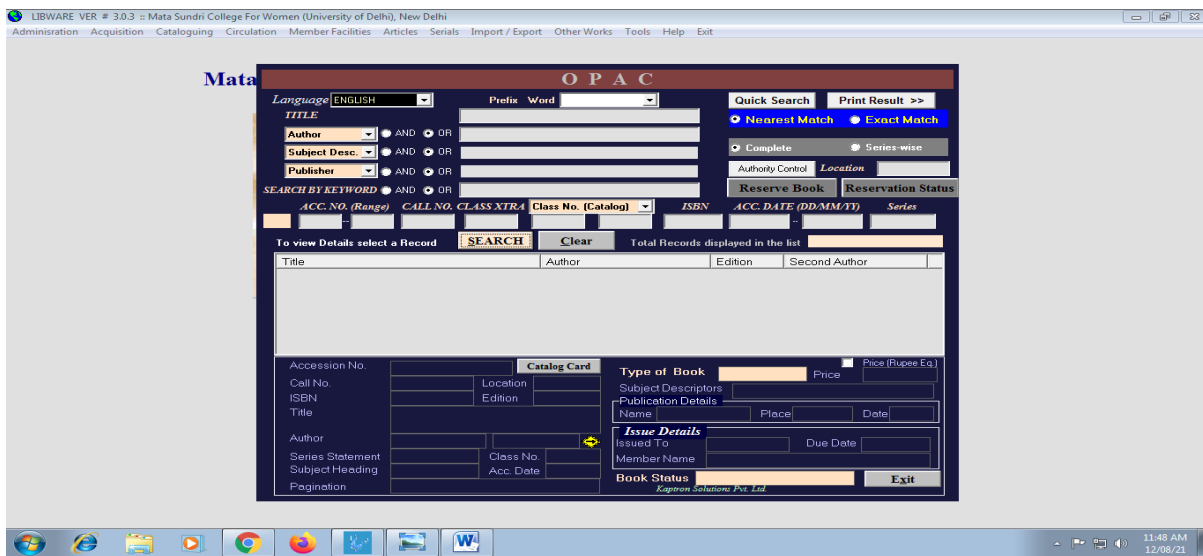 LIBWARE VER # 3.0.3 :: Mata Sundri College For Women (University of Delhi), New Delhi
Adminisration Acquisition Cataloguing Circulation Member Facilities Articles Serials Import / Export Other Works Tools Help Exit
Mata
O P A C
Language ENGLISH Prefix Word Quick Search Print Result >>
TITLE Nearest Match Exact Match
Author AND OR
Subject Desc. AND OR Complete Series-wise
Publisher AND OR Authority Control Location
SEARCH BY KEYWORD AND OR Reserve Book Reservation Status
ACC. NO. (Range) CALL NO. CLASS XTRA Class No. (Catalog) ISBN ACC. DATE (DD/MM/YY) Series
To view Details select a Record SEARCH Clear Total Records displayed in the list
Title Author Edition Second Author
Accession No. Catalog Card Type of Book Price Price (Rupee Eq.)
Call No. Location Subject Descriptors
ISBN Edition Publication Details
Title Name Place Date
Issue Details
Author Issued To Due Date
Series Statement Class No. Member Name
Subject Heading Acc. Date
Pagination Book Status Exit
Kaptron Solutions Pvt. Ltd.
11:48 AM
12/08/21